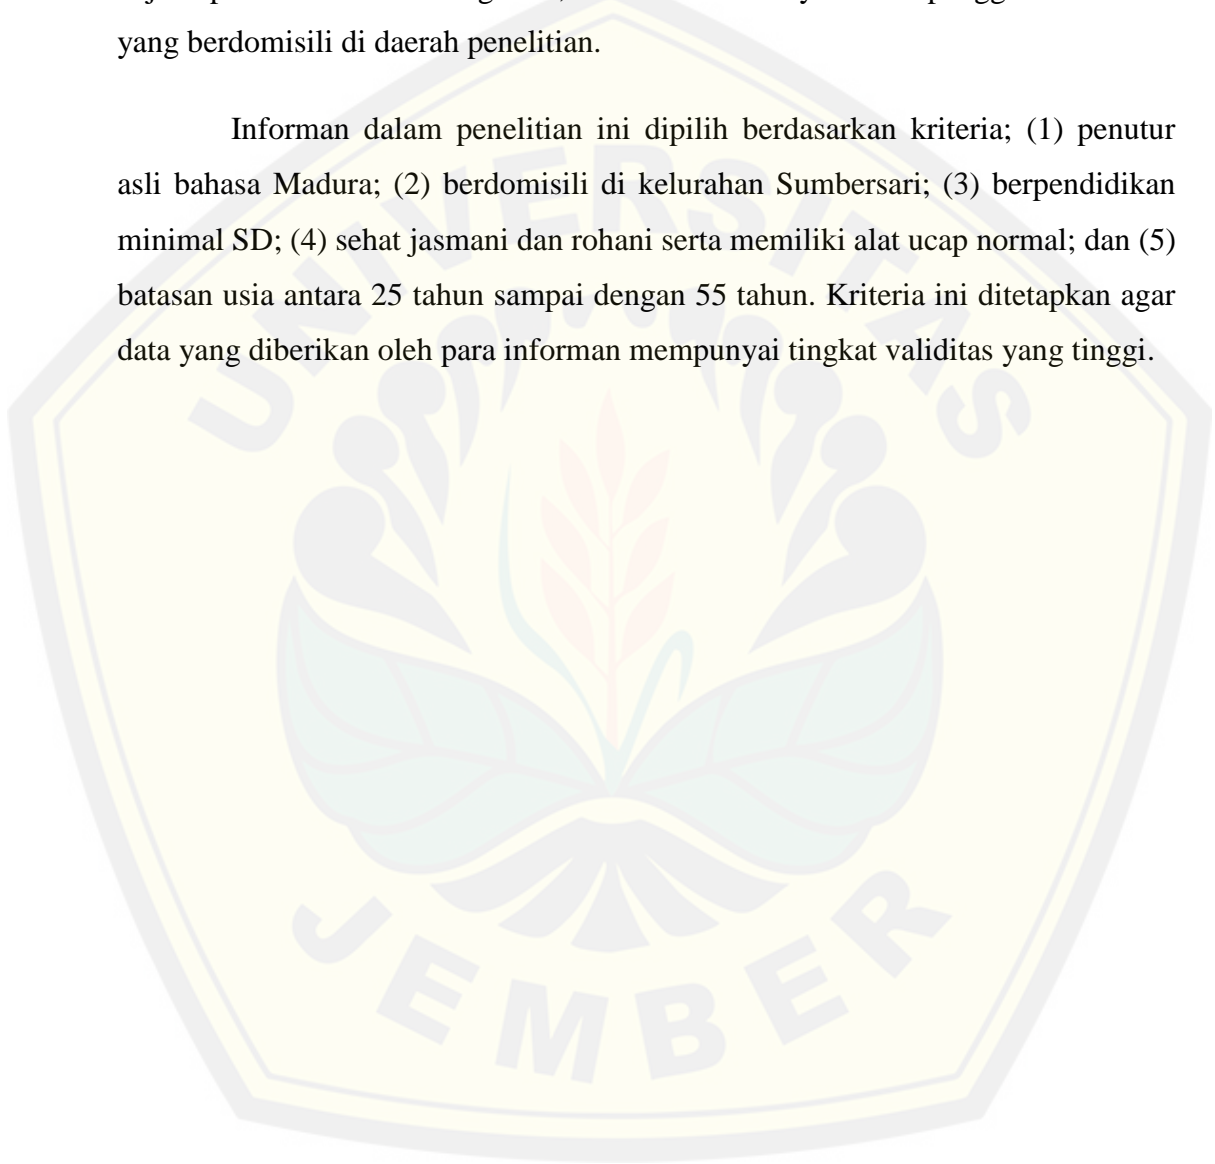 yang berdomisili di daerah penelitian.
Informan dalam penelitian ini dipilih berdasarkan kriteria; (1) penutur
asli bahasa Madura; (2) berdomisili di kelurahan Sumbersari; (3) berpendidikan
minimal SD; (4) sehat jasmani dan rohani serta memiliki alat ucap normal; dan (5)
batasan usia antara 25 tahun sampai dengan 55 tahun. Kriteria ini ditetapkan agar
data yang diberikan oleh para informan mempunyai tingkat validitas yang tinggi.
UNIVERSITAS
JEMBER